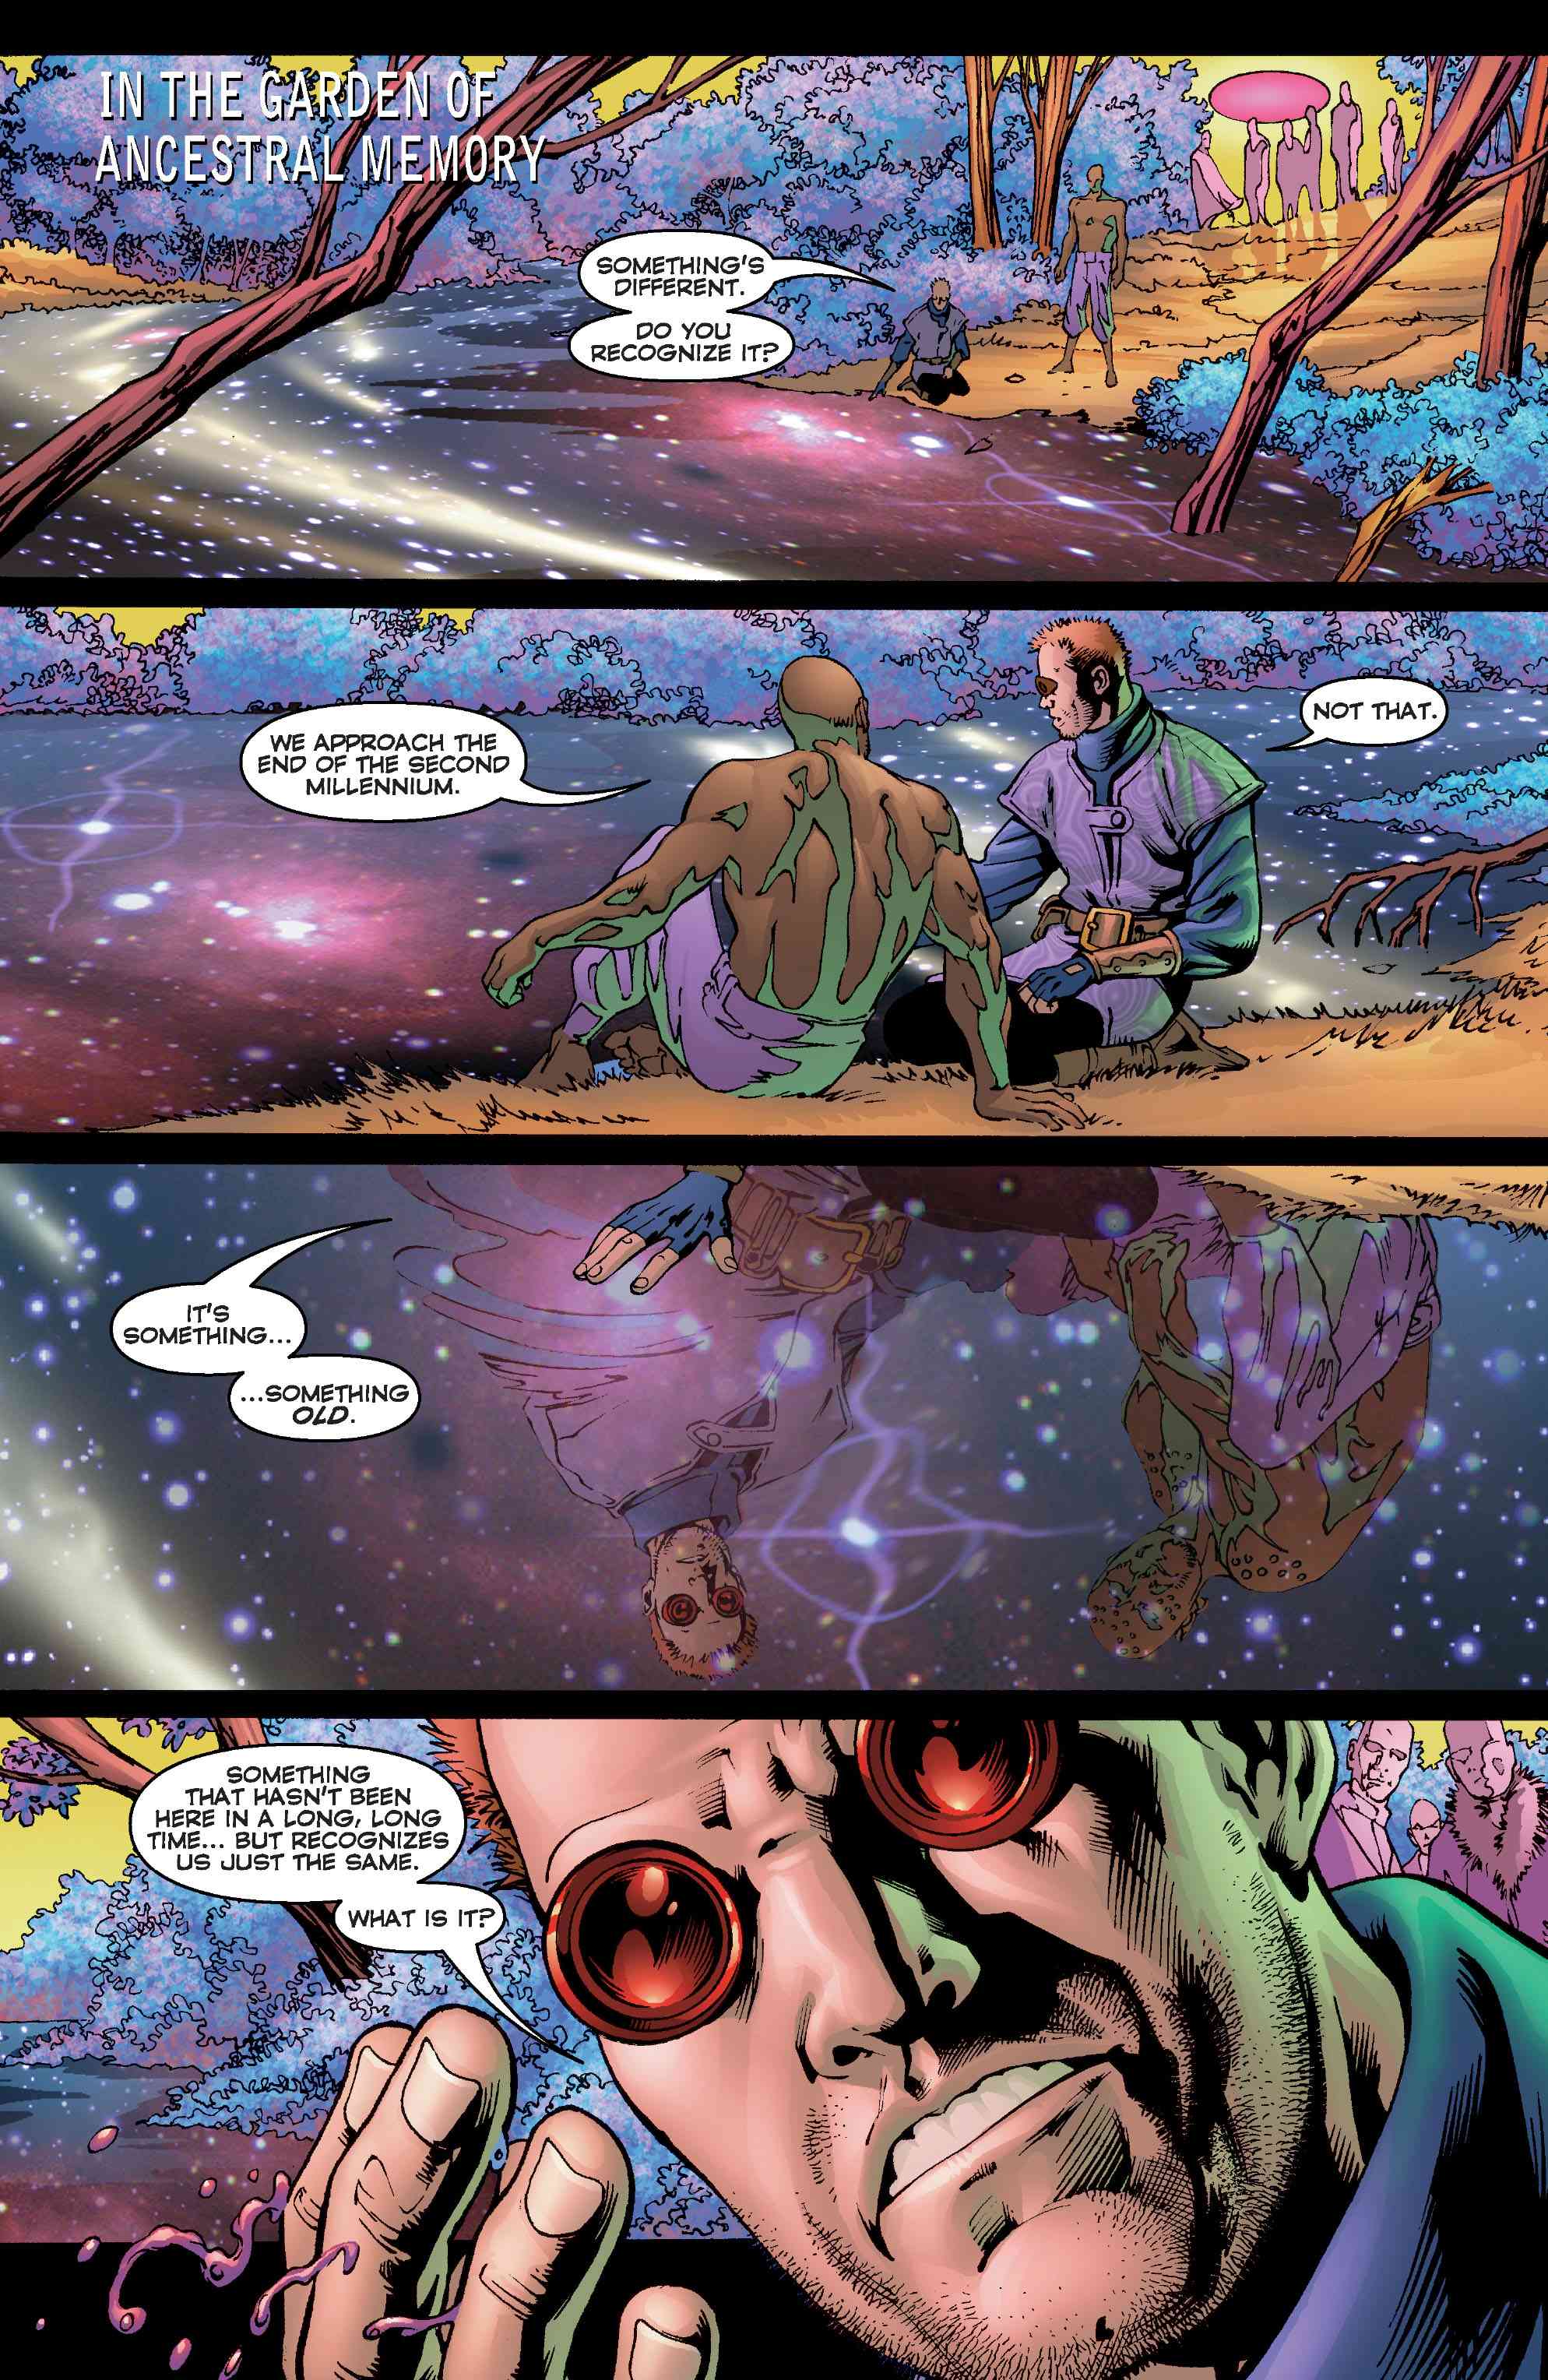 IN THE GARDEN OF
ANCESTRAL MEMORY
SOMETHING'S
DIFFERENT.
DO YOU
RECOGNIZE IT?
WE APPROACH THE
END OF THE SECOND
MILLENNIUM.
NOT THAT.
IT'S
SOMETHING...
...SOMETHING
OLD.
SOMETHING
THAT HASN'T BEEN
HERE IN A LONG, LONG
TIME... BUT RECOGNIZES
US JUST THE SAME.
WHAT IS IT?